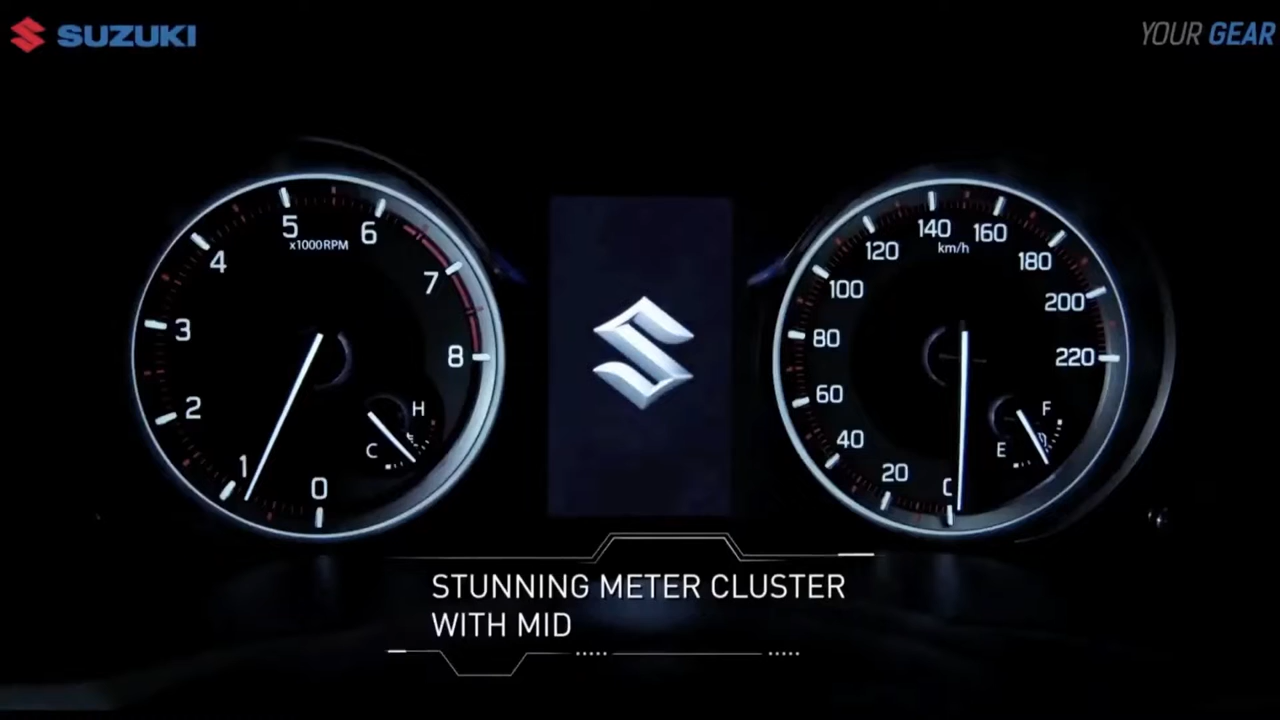 SUZUKI
YOUR GEAR
5
x1000RPM
6
4
7
3
8
2
H
C
1
0
140
km/h
160
120
180
100
200
80
220
60
F
40
E
20
0
STUNNING METER CLUSTER
WITH MID